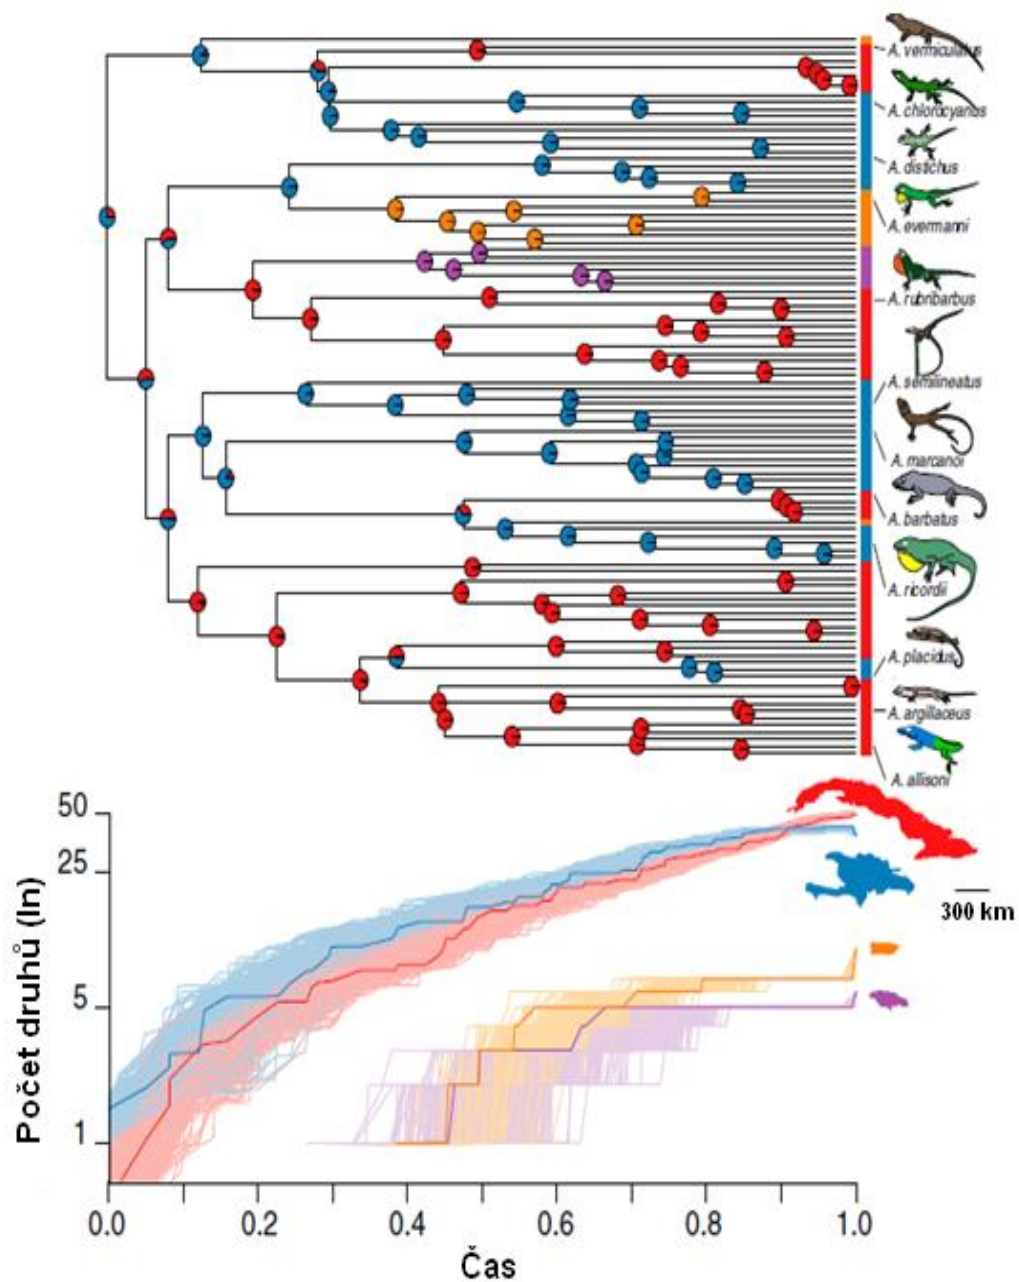 A. vermiculatus
A. chlorocyanus
A. distichus
A. evermanni
A. rubribarbus
A. semilineatus
A. marcanoi
A. barbatus
A. ricordii
A. placidus
A. argillaceus
A. allisoni
50
25
5
1
Počet druhů (ln)
300 km
0.0 0.2 0.4 0.6 0.8 1.0
Čas